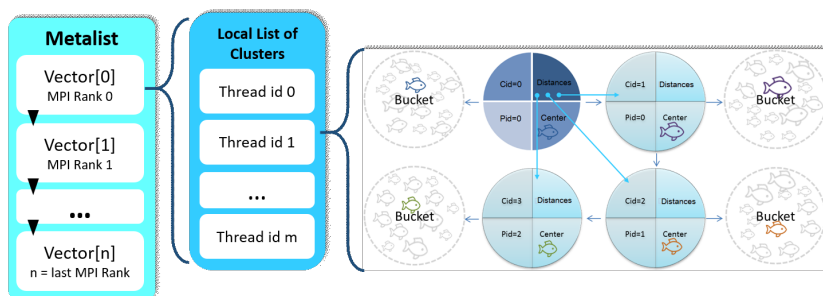 Metalist
Vector[0]
MPI Rank 0
Vector[1]
MPI Rank 1
...
Vector[n]
n = last MPI Rank
Local List of
Clusters
Thread id 0
Thread id 1
...
Thread id m
Bucket
Cid=0
Distances
Pid=0
Center
Cid=1
Distances
Pid=0
Center
Bucket
Bucket
Cid=3
Distances
Pid=2
Center
Cid=2
Distances
Pid=1
Center
Bucket